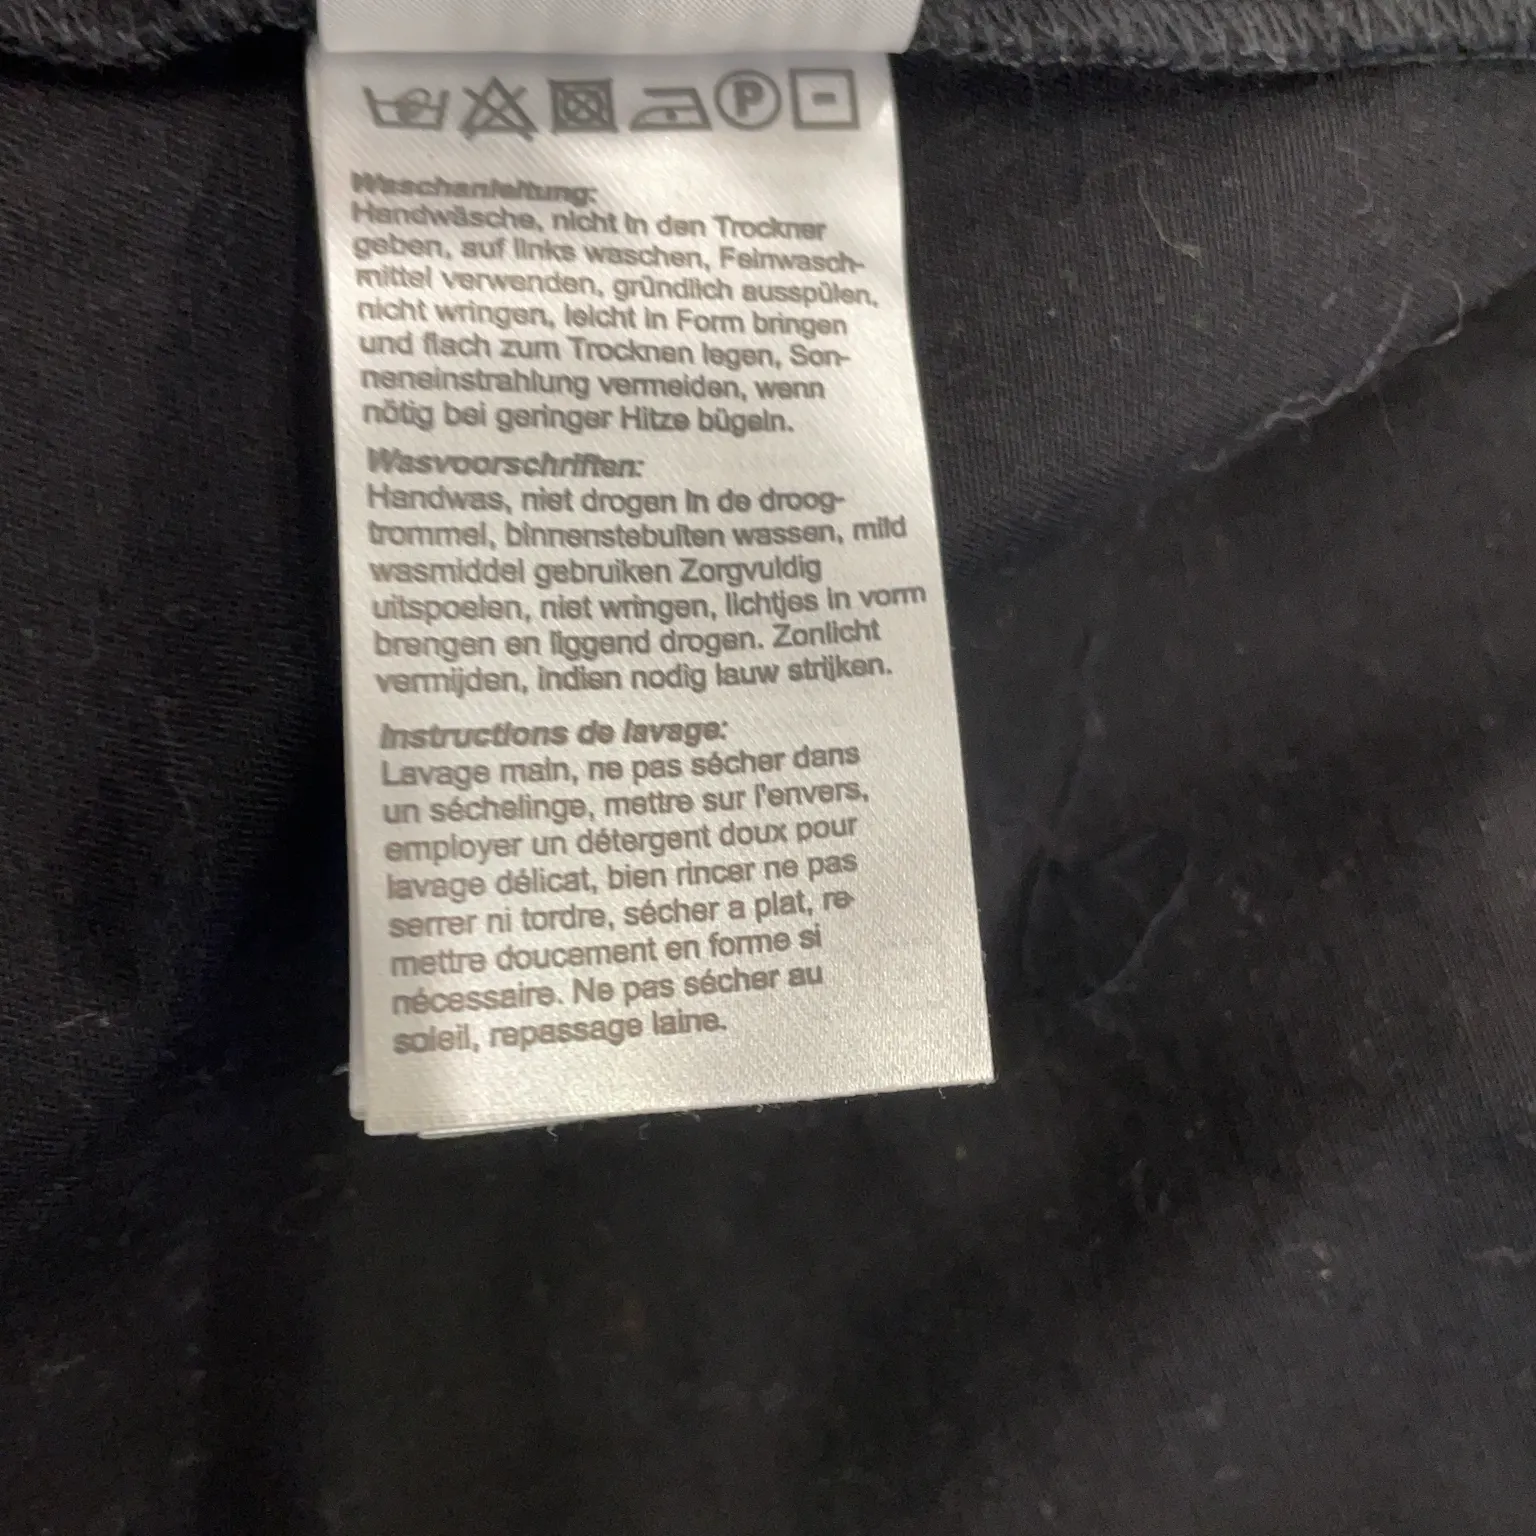 P
Waschanleitung:
Handwäsche, nicht in den Trockner
geben, auf links waschen, Feinwasch-
mittel verwenden, gründlich ausspülen,
nicht wringen, leicht in Form bringen
und flach zum Trocknen legen, Son-
neneinstrahlung vermeiden, wenn
nötig bei geringer Hitze bügeln.
Wasvoorschriften:
Handwas, niet drogen in de droog-
trommel, binnenstebuiten wassen, mild
wasmiddel gebruiken Zorgvuldig
uitspoelen, niet wringen, lichtjes in vorm
brengen en liggend drogen. Zonlicht
vermijden, indien nodig lauw strijken.
Instructions de lavage:
Lavage main, ne pas sécher dans
un séchelinge, mettre sur l'envers,
employer un détergent doux pour
lavage délicat, bien rincer ne pas
serrer ni tordre, sécher a plat, re-
mettre doucement en forme si
nécessaire. Ne pas sécher au
soleil, repassage laine.